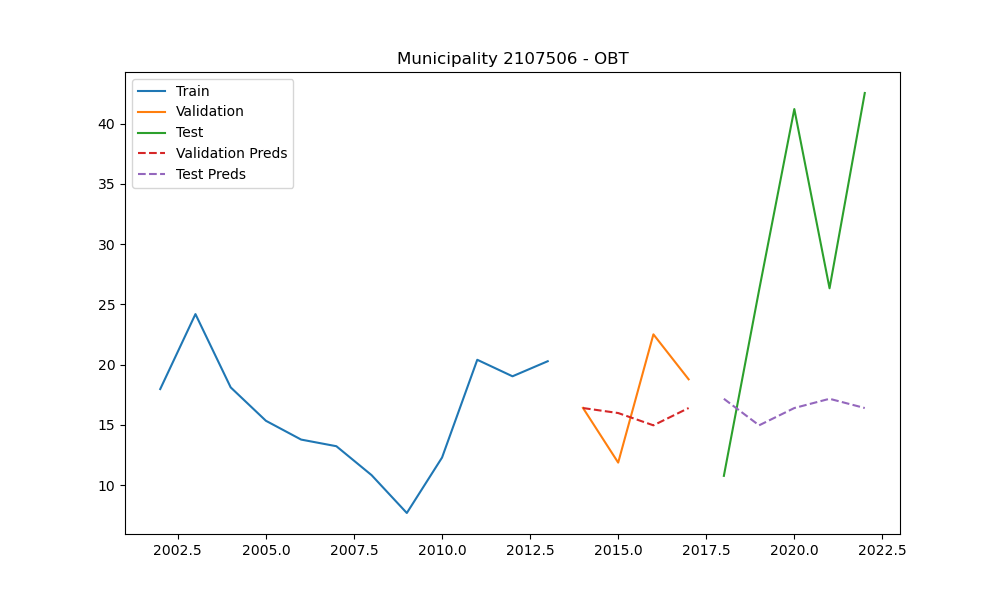 Municipality 2107506 - OBT
Train
Validation
Test
Validation Preds
Test Preds
40
35
30
25
20
15
10
2002.5 2005.0 2007.5 2010.0 2012.5 2015.0 2017.5 2020.0 2022.5